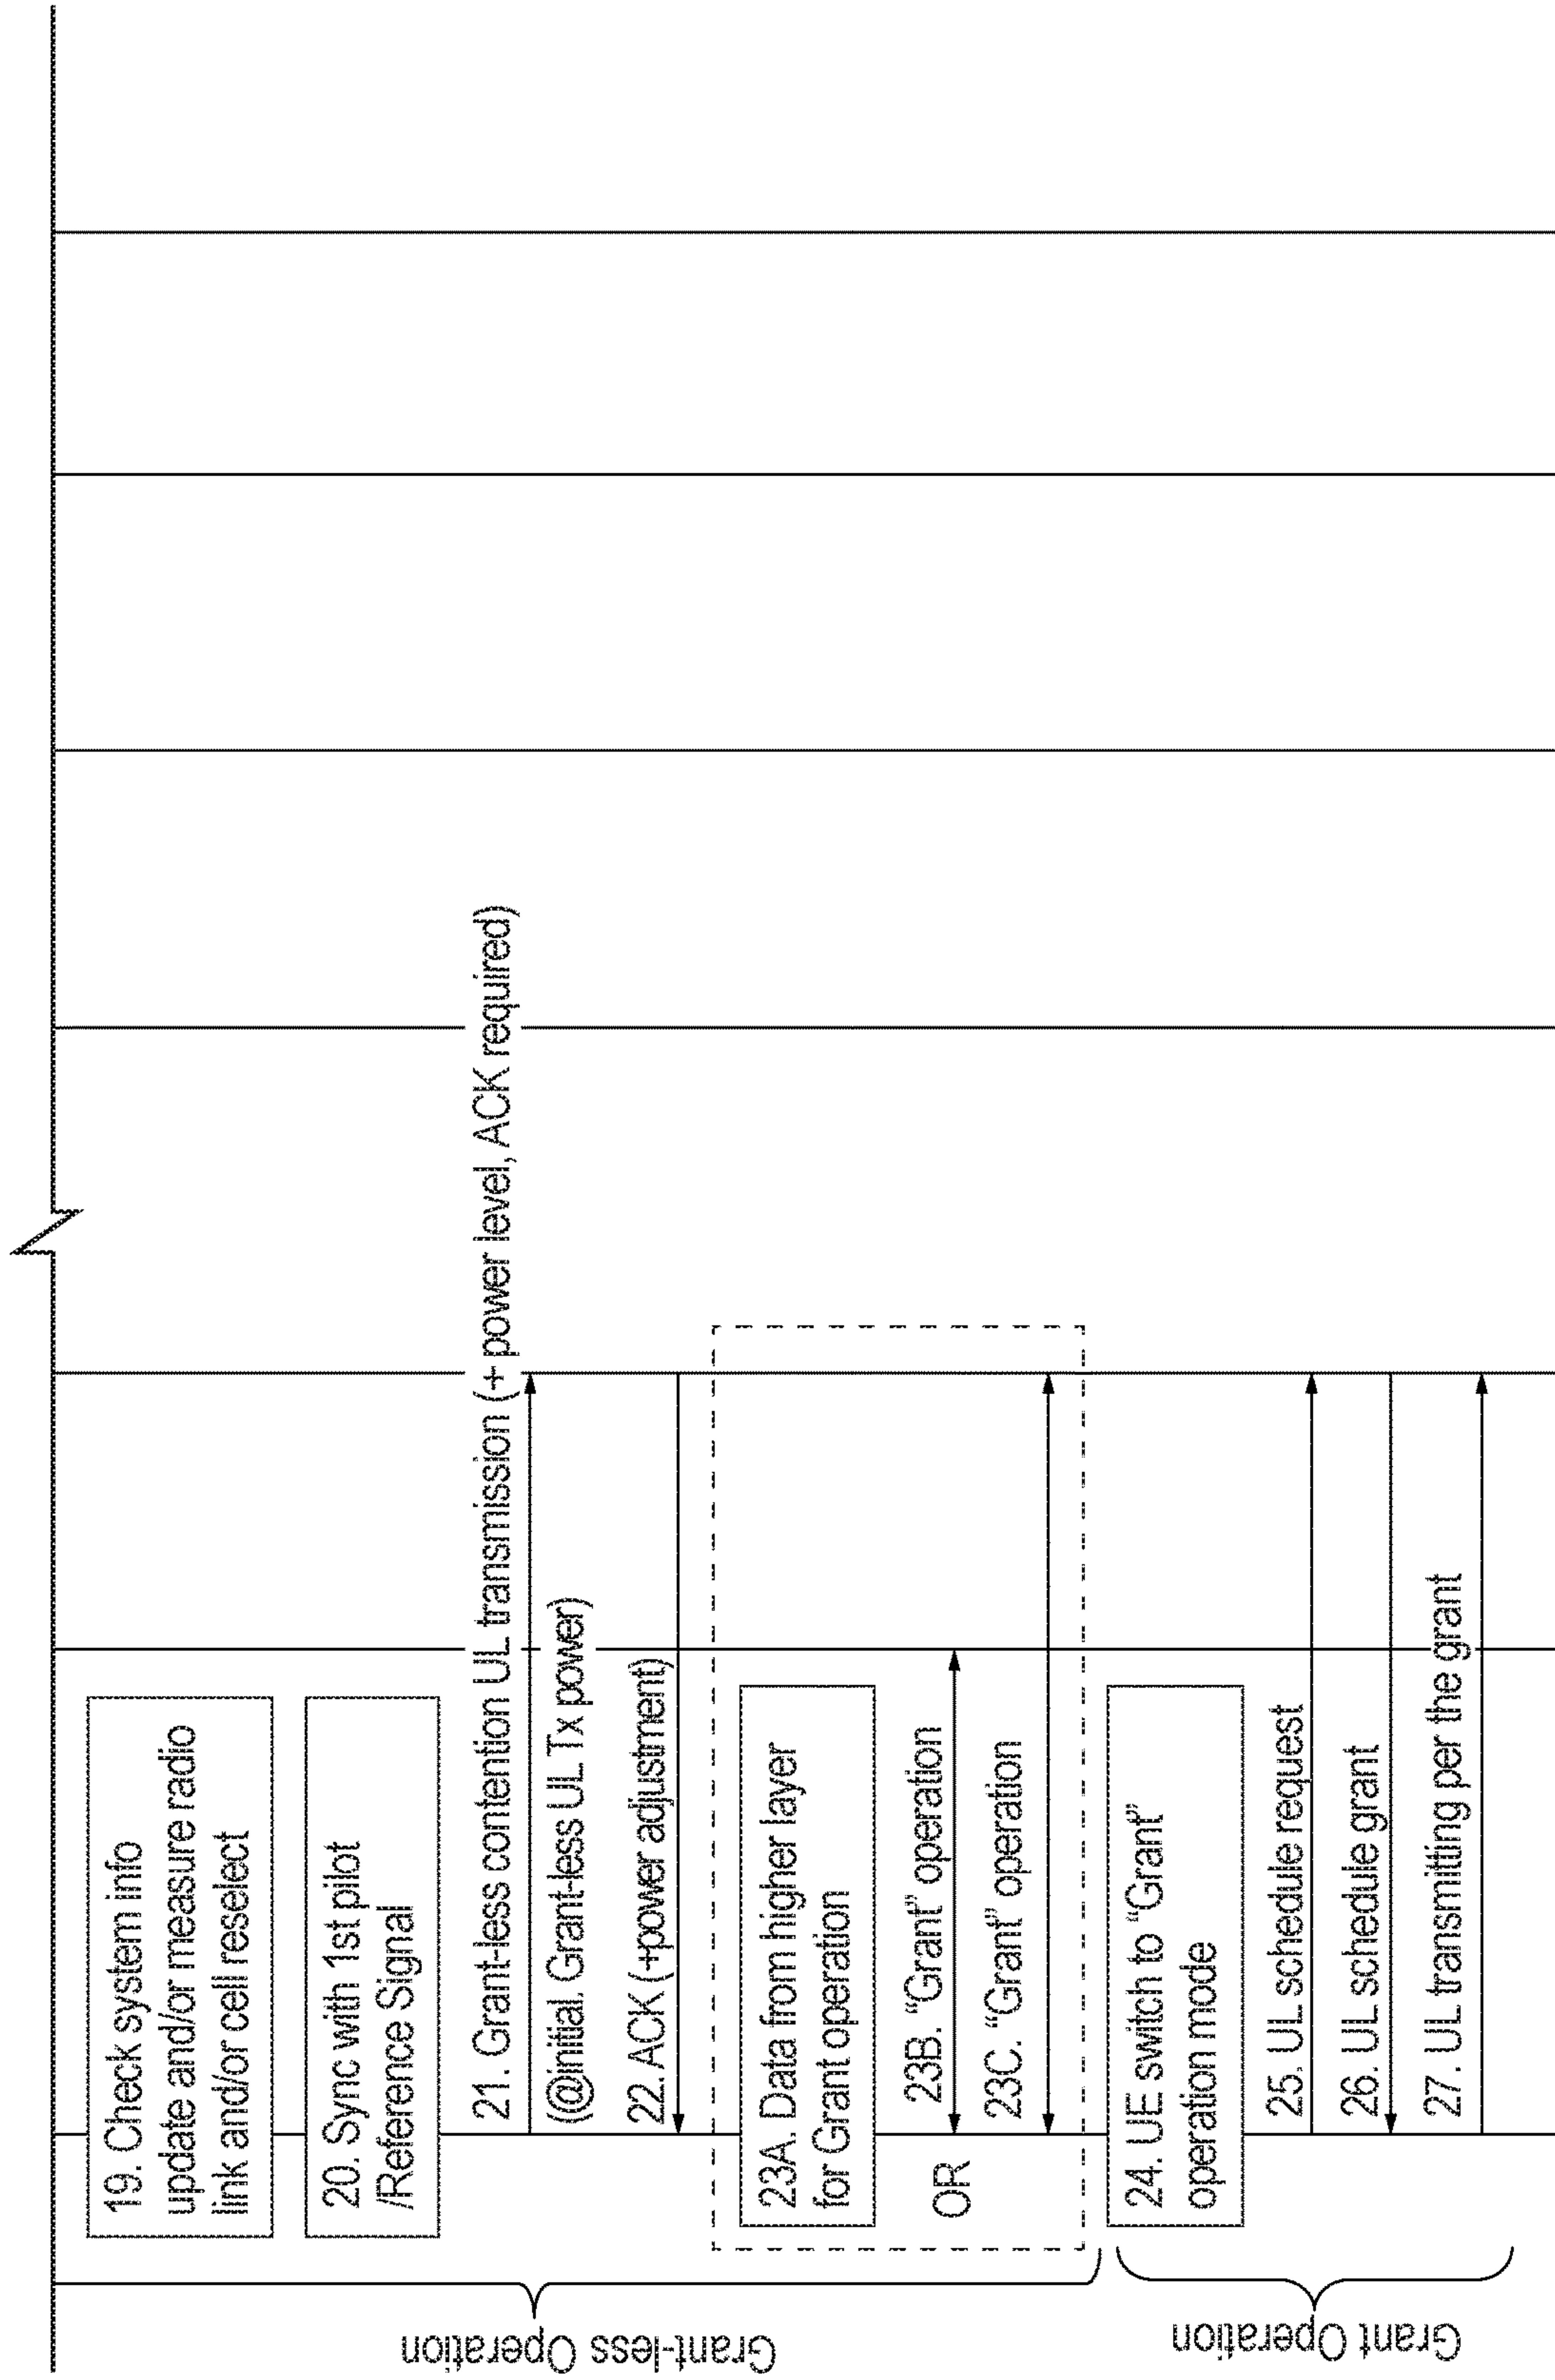 19. Check system info
update and/or measure radio
link and/or cell reselect
20. Sync with 1st pilot
/Reference Signal
21. Grant-less contention UL transmission (+ power level, ACK required)
(@initial. Grant-less UL Tx power)
22. ACK (+power adjustment)
23A. Data from higher layer
for Grant operation
23B. “Grant” operation
OR
23C. “Grant” operation
24. UE switch to “Grant”
operation mode
25. UL schedule request
26. UL schedule grant
27. UL transmitting per the grant
Grant-less Operation
Grant Operation